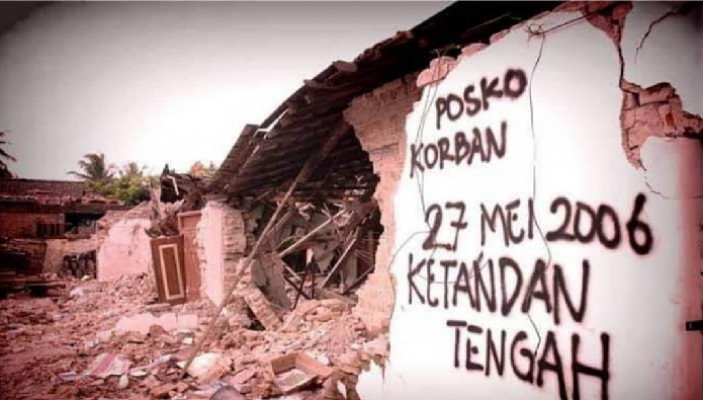 POSKO
KORBAN
27 MEI 2006
KETANDAN
TENGAH